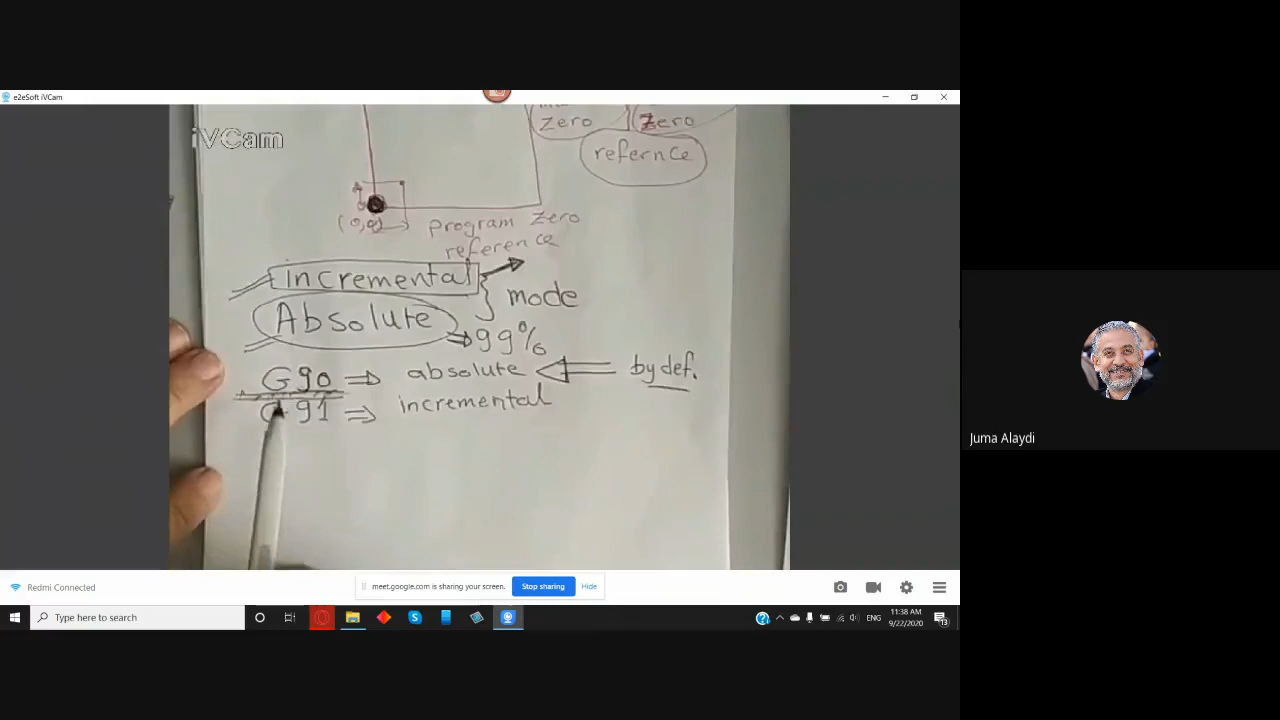 e2eSoft iVCam
iVCam
zero
zero
refernce
(0,0)
program zero
reference
incremental
mode
Absolute
99%
G90 ⇒ absolute
by def.
G91 ⇒ incremental
Juma Alaydi
Redmi Connected
meet.google.com is sharing your screen.
Stop sharing
Hide
Type here to search
ENG
11:38 AM
9/22/2020
13